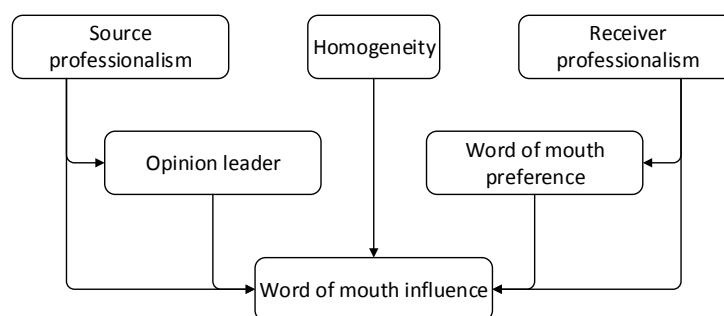 Source
professionalism
Homogeneity
Receiver
professionalism
Opinion leader
Word of mouth
preference
Word of mouth influence